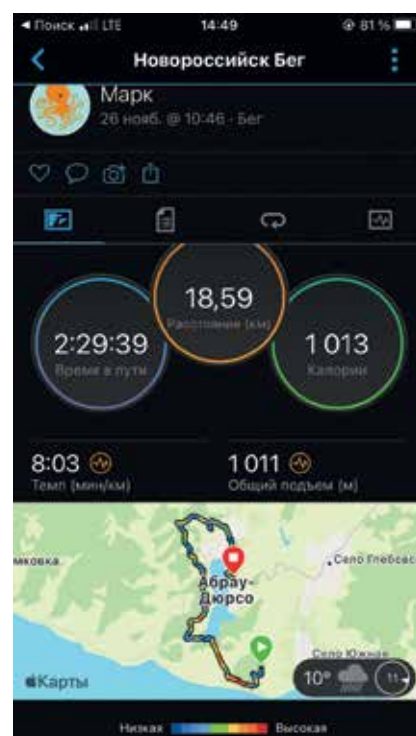 ◀ Поиск LTE 14:49 81 %
Новороссийск Бег
Марк
26 нояб. @ 10:46 - Бег
18,59
Расстояние (км)
2:29:39
Время в пути
1 013
Калории
8:03
Темп (мин/км)
1 011
Общий подъем (м)
Село Глебовс
Абрау-
Дюрсо
Село Южная
10° 11
Карты
Низкая Высокая